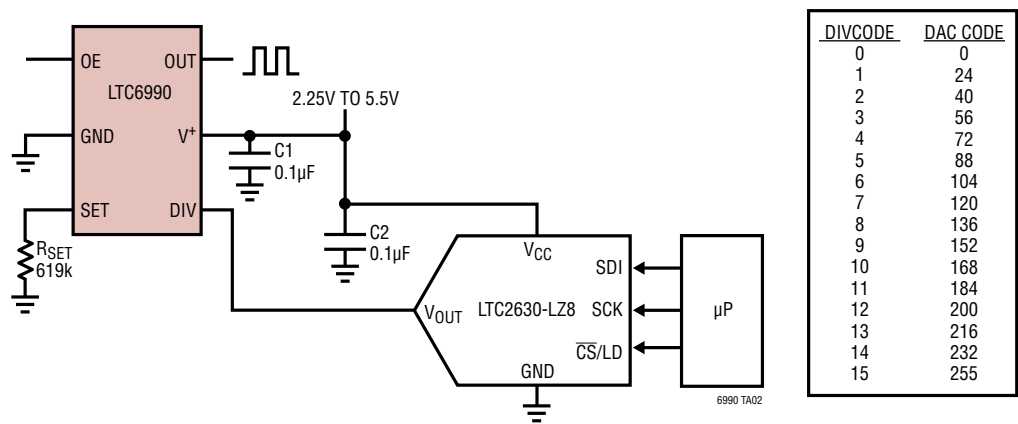 OE
OUT
LTC6990
GND
V+
SET
DIV
RSET
619k
2.25V TO 5.5V
C1
0.1µF
C2
0.1µF
VCC
SDI
VOUT
LTC2630-LZ8
SCK
CS/LD
GND
µP
6990 TA02
DIVCODE DAC CODE
0 0
1 24
2 40
3 56
4 72
5 88
6 104
7 120
8 136
9 152
10 168
11 184
12 200
13 216
14 232
15 255